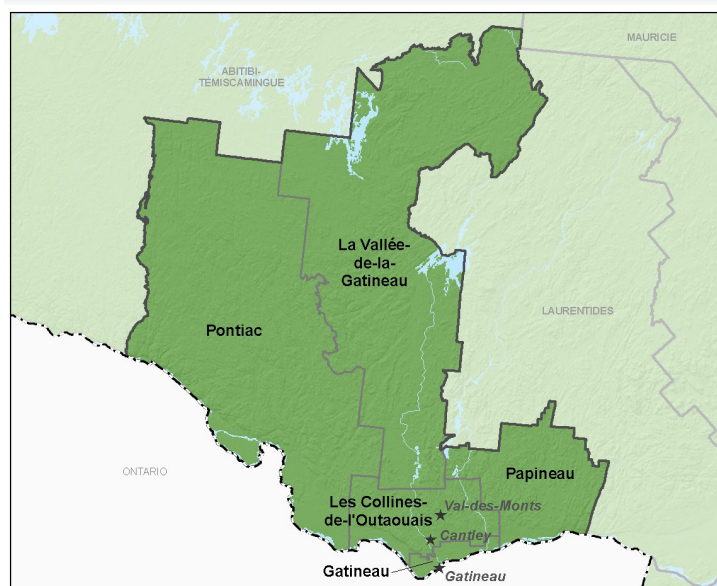 MAURICIE
ABITIBI-
TÉMISCAMINGUE
La Vallée-
de-la-
Gatineau
LAURENTIDES
Pontiac
ONTARIO
Papineau
Les Collines-
de-l'Outaouais
Val-des-Monts
Cantley
Gatineau
Gatineau